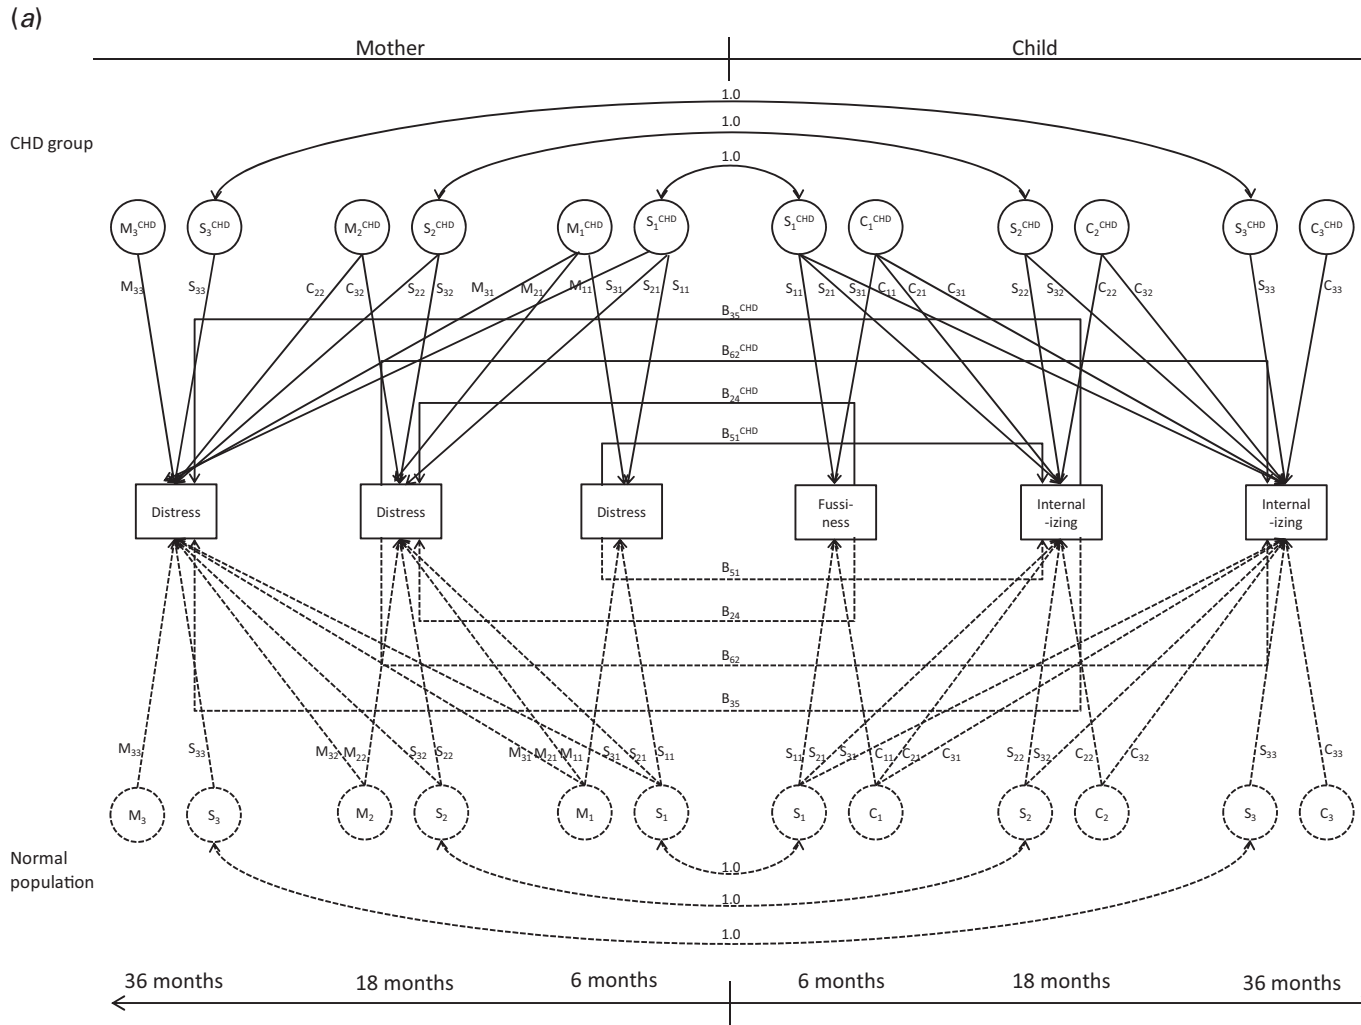 (a)
Mother Child
1.0
1.0
CHD group
1.0
M₃ᶜᴴᴰ S₃ᶜᴴᴰ M₂ᶜᴴᴰ S₂ᶜᴴᴰ M₁ᶜᴴᴰ S₁ᶜᴴᴰ S₁ᶜᴴᴰ C₁ᶜᴴᴰ S₂ᶜᴴᴰ C₂ᶜᴴᴰ S₃ᶜᴴᴰ C₃ᶜᴴᴰ
M₃₃ S₃₃ C₂₂ C₃₂ S₂₂ S₃₂ M₃₁ M₂₁ M₁₁ S₃₁ S₂₁ S₁₁ S₁₁ S₂₁ S₃₁ C₁₁ C₂₁ C₃₁ S₂₂ S₃₂ C₂₂ C₃₂ S₃₃ C₃₃
B₃₅ᶜᴴᴰ
B₆₂ᶜᴴᴰ
B₂₄ᶜᴴᴰ
B₅₁ᶜᴴᴰ
Distress Distress Distress Fussi- Internal Internal
ness -izing -izing
B₅₁
B₂₄
B₆₂
B₃₅
M₃₃ S₃₃ M₃₂ M₂₂ S₃₂ S₂₂ M₃₁ M₂₁ M₁₁ S₃₁ S₂₁ S₁₁ S₁₁ S₂₁ S₃₁ C₁₁ C₂₁ C₃₁ S₂₂ S₃₂ C₂₂ C₃₂ S₃₃ C₃₃
M₃ S₃ M₂ S₂ M₁ S₁ S₁ C₁ S₂ C₂ S₃ C₃
Normal
population
1.0
1.0
1.0
36 months 18 months 6 months 6 months 18 months 36 months